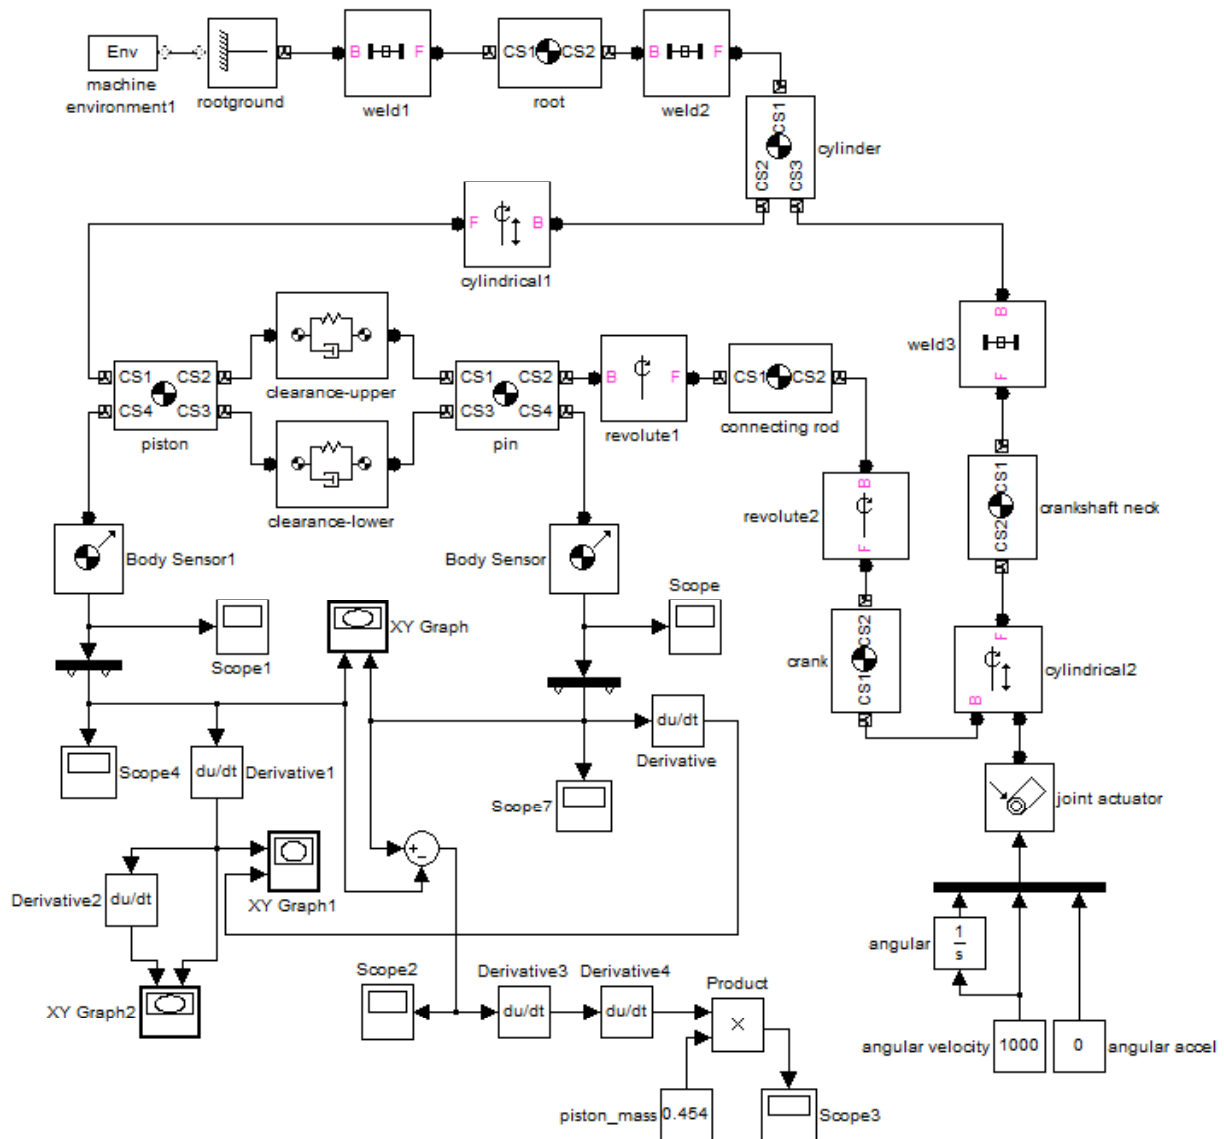 Env
machine
environment1
rootground
B F
weld1
CS1 CS2
root
B F
weld2
CS1
CS2 CS3
cylinder
F B
cylindrical1
B
F
weld3
clearance-upper
CS1 CS2
CS4 CS3
piston
CS1 CS2
CS3 CS4
pin
B F
revolute1
CS1 CS2
connecting rod
clearance-lower
B
F
revolute2
CS1
CS2
crankshaft neck
Body Sensor1
Body Sensor
Scope1
XY Graph
Scope
CS2
CS1
crank
F
B
cylindrical2
Scope4
du/dt
Derivative1
du/dt
Derivative
Scope7
joint actuator
+
-
du/dt
Derivative2
XY Graph1
XY Graph2
Scope2
du/dt
Derivative3
du/dt
Derivative4
Product
×
piston_mass
0.454
Scope3
angular
1
s
angular velocity
1000
0
angular accel